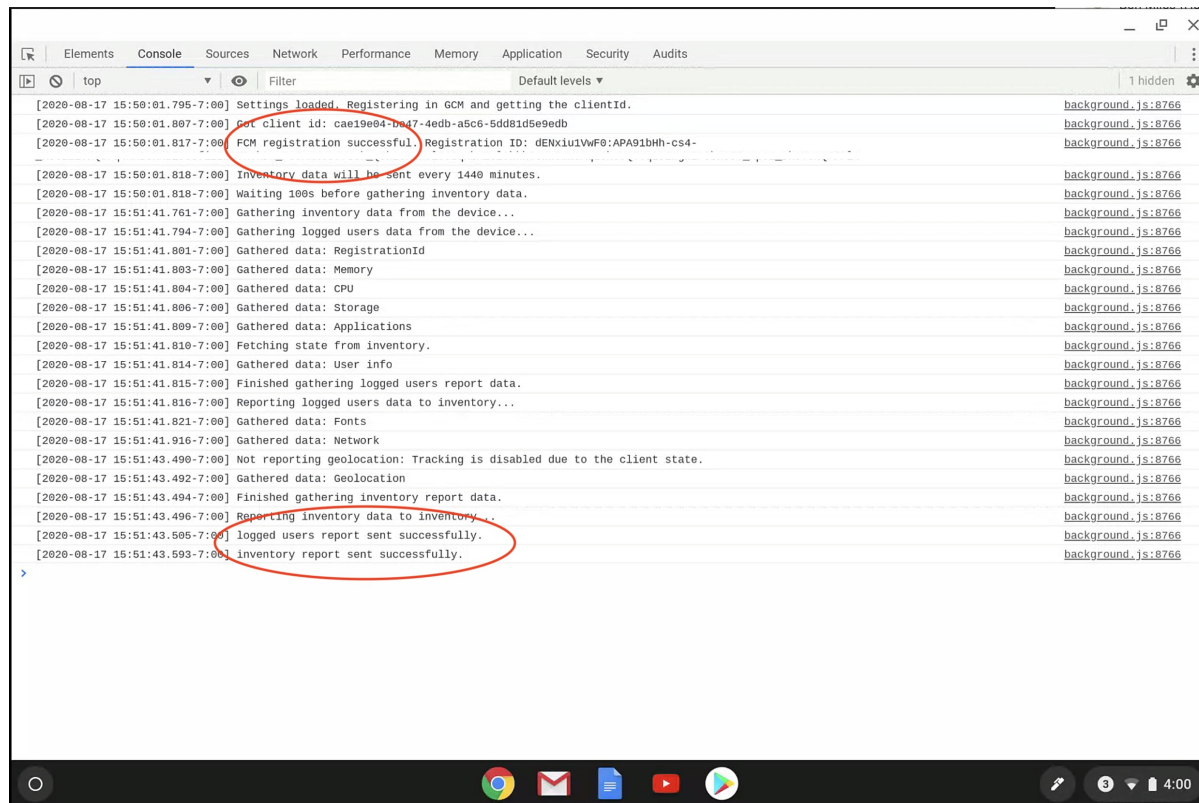 Elements Console Sources Network Performance Memory Application Security Audits
top Filter Default levels 1 hidden
[2020-08-17 15:50:01.795-7:00] Settings loaded. Registering in GCM and getting the clientId. background.js:8766
[2020-08-17 15:50:01.807-7:00] Got client id: cae19e04-be47-4edb-a5c6-5dd81d5e9edb background.js:8766
[2020-08-17 15:50:01.817-7:00] FCM registration successful. Registration ID: dENxiu1VwF0:APA91bHh-cs4- background.js:8766
[2020-08-17 15:50:01.818-7:00] Inventory data will be sent every 1440 minutes. background.js:8766
[2020-08-17 15:50:01.818-7:00] Waiting 100s before gathering inventory data. background.js:8766
[2020-08-17 15:51:41.761-7:00] Gathering inventory data from the device... background.js:8766
[2020-08-17 15:51:41.794-7:00] Gathering logged users data from the device... background.js:8766
[2020-08-17 15:51:41.801-7:00] Gathered data: RegistrationId background.js:8766
[2020-08-17 15:51:41.803-7:00] Gathered data: Memory background.js:8766
[2020-08-17 15:51:41.804-7:00] Gathered data: CPU background.js:8766
[2020-08-17 15:51:41.806-7:00] Gathered data: Storage background.js:8766
[2020-08-17 15:51:41.809-7:00] Gathered data: Applications background.js:8766
[2020-08-17 15:51:41.810-7:00] Fetching state from inventory. background.js:8766
[2020-08-17 15:51:41.814-7:00] Gathered data: User info background.js:8766
[2020-08-17 15:51:41.815-7:00] Finished gathering logged users report data. background.js:8766
[2020-08-17 15:51:41.816-7:00] Reporting logged users data to inventory... background.js:8766
[2020-08-17 15:51:41.821-7:00] Gathered data: Fonts background.js:8766
[2020-08-17 15:51:41.916-7:00] Gathered data: Network background.js:8766
[2020-08-17 15:51:43.490-7:00] Not reporting geolocation: Tracking is disabled due to the client state. background.js:8766
[2020-08-17 15:51:43.492-7:00] Gathered data: Geolocation background.js:8766
[2020-08-17 15:51:43.494-7:00] Finished gathering inventory report data. background.js:8766
[2020-08-17 15:51:43.496-7:00] Reporting inventory data to inventory... background.js:8766
[2020-08-17 15:51:43.505-7:00] logged users report sent successfully. background.js:8766
[2020-08-17 15:51:43.593-7:00] inventory report sent successfully. background.js:8766
3 4:00